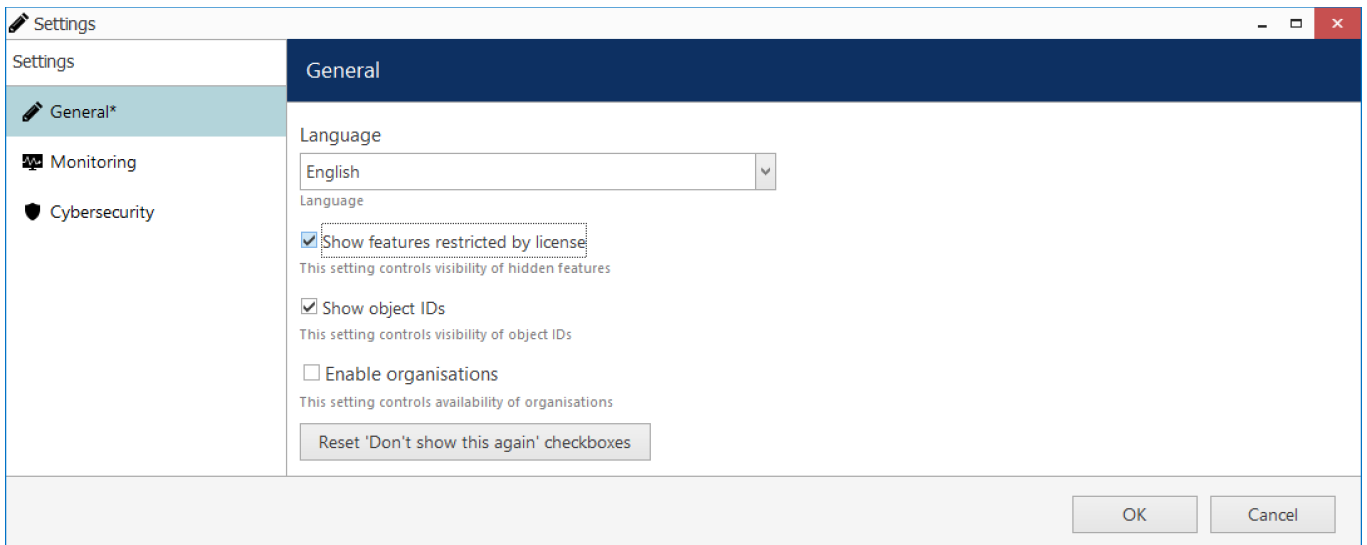 Settings
Settings
General
General*
Monitoring
Cybersecurity
Language
English
Language
Show features restricted by license
This setting controls visibility of hidden features
Show object IDs
This setting controls visibility of object IDs
Enable organisations
This setting controls availability of organisations
Reset 'Don't show this again' checkboxes
OK
Cancel